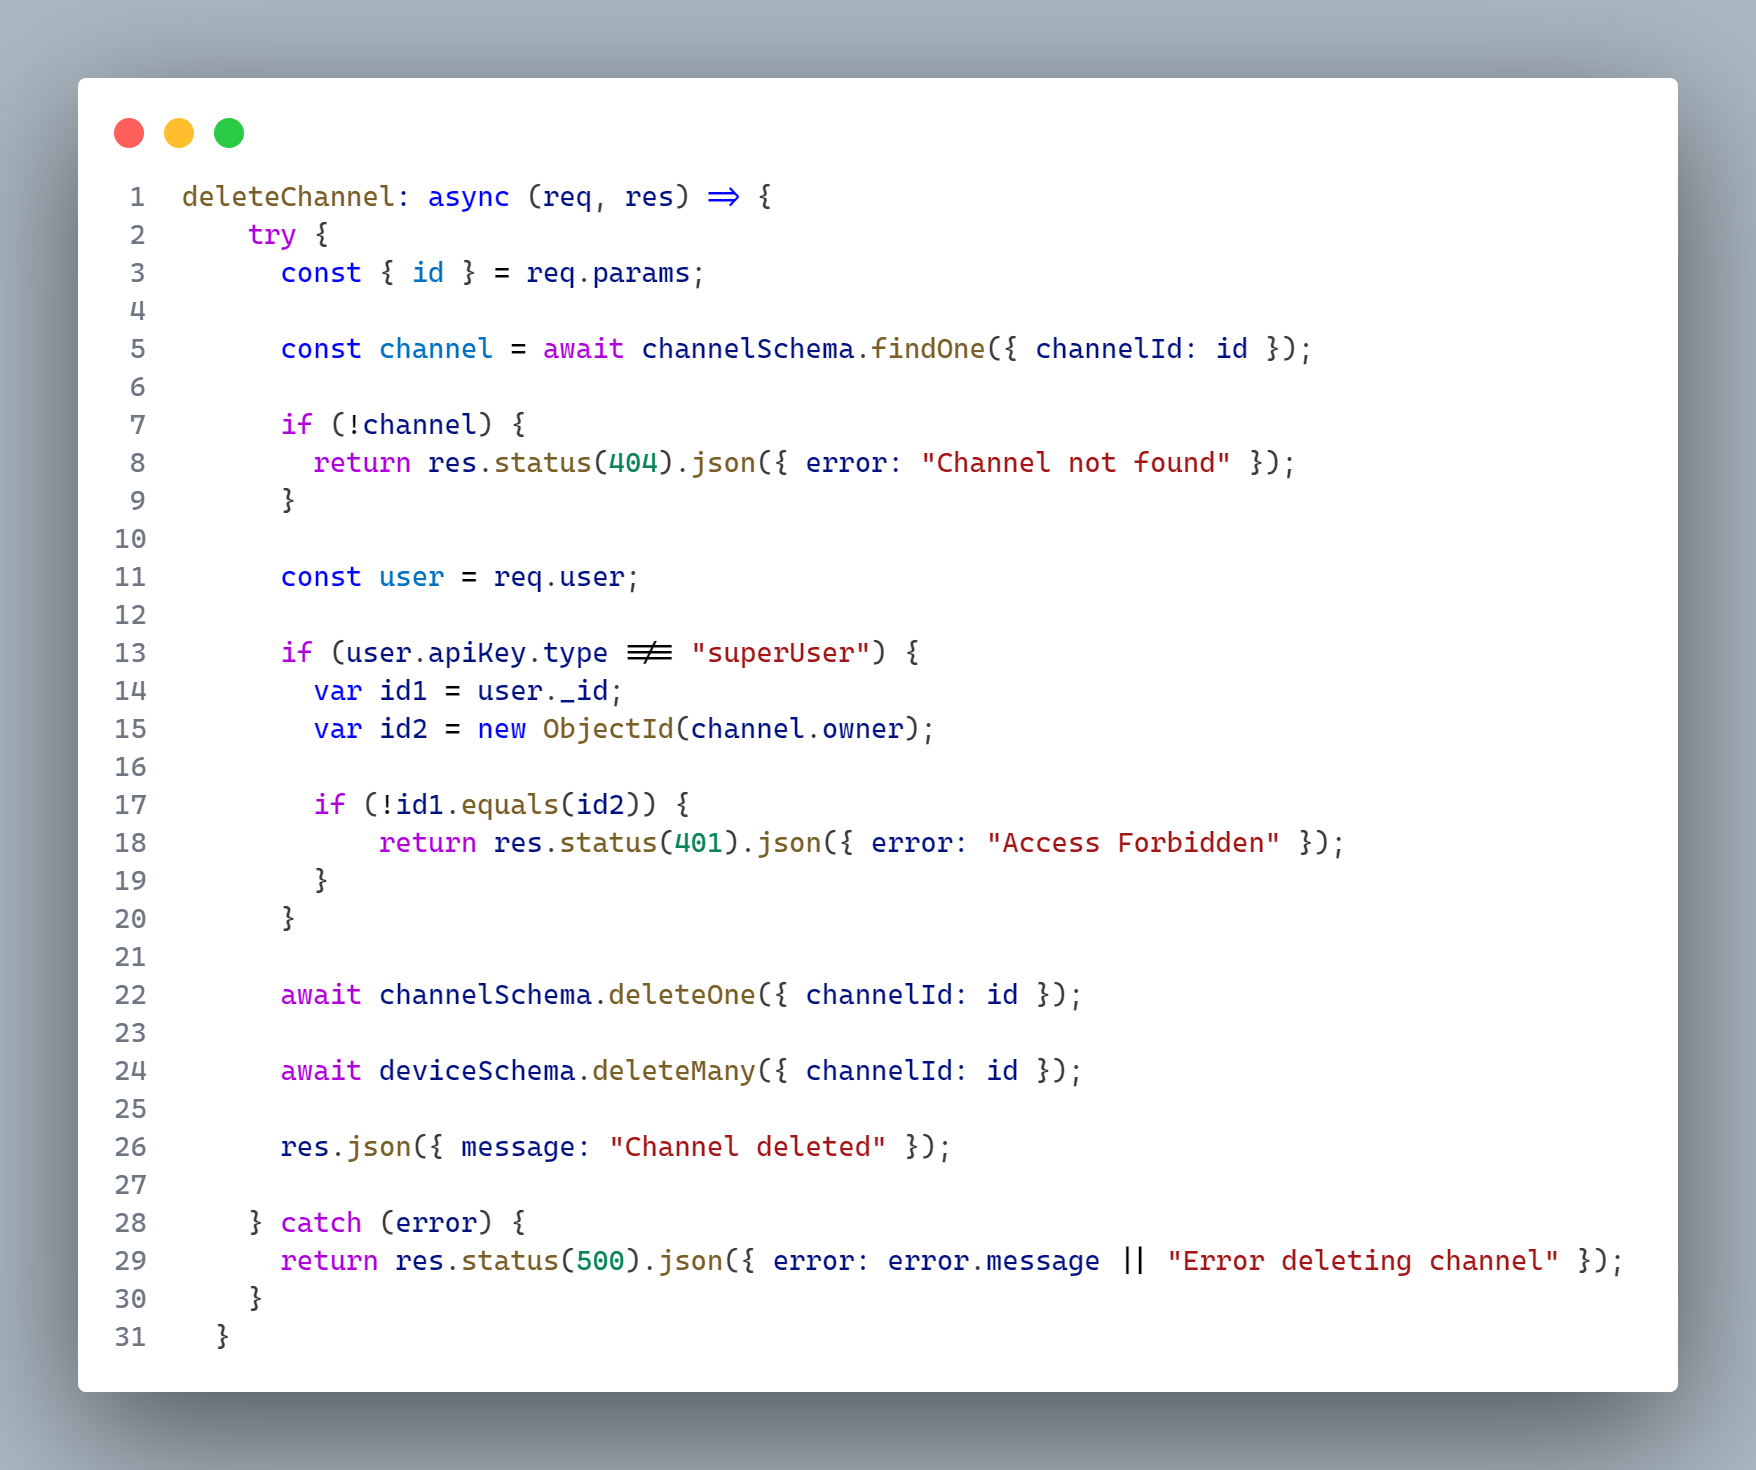 1 deleteChannel: async (req, res) => {
2 try {
3 const { id } = req.params;
4
5 const channel = await channelSchema.findOne({ channelId: id });
6
7 if (!channel) {
8 return res.status(404).json({ error: "Channel not found" });
9 }
10
11 const user = req.user;
12
13 if (user.apiKey.type !== "superUser") {
14 var id1 = user._id;
15 var id2 = new ObjectId(channel.owner);
16
17 if (!id1.equals(id2)) {
18 return res.status(401).json({ error: "Access Forbidden" });
19 }
20 }
21
22 await channelSchema.deleteOne({ channelId: id });
23
24 await deviceSchema.deleteMany({ channelId: id });
25
26 res.json({ message: "Channel deleted" });
27
28 } catch (error) {
29 return res.status(500).json({ error: error.message || "Error deleting channel" });
30 }
31 }